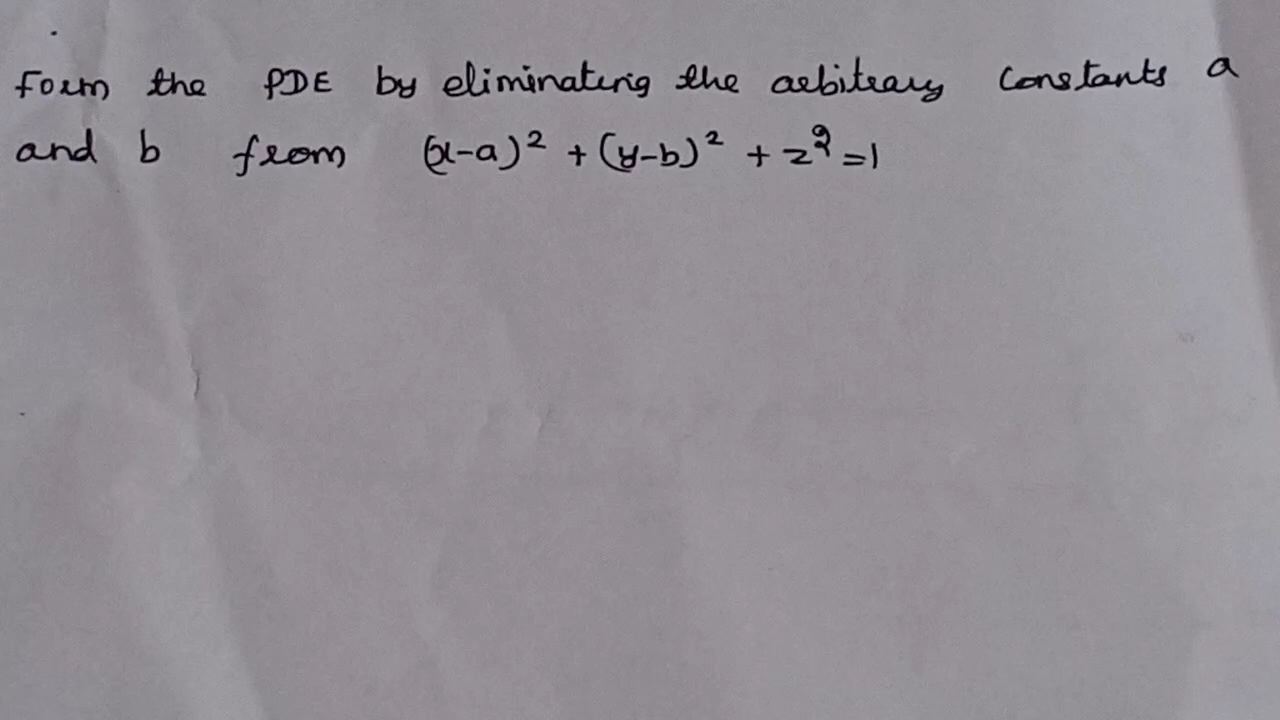 Form the PDE by eliminating the arbitrary constants a
and b from (x-a)² + (y-b)² + z² = 1